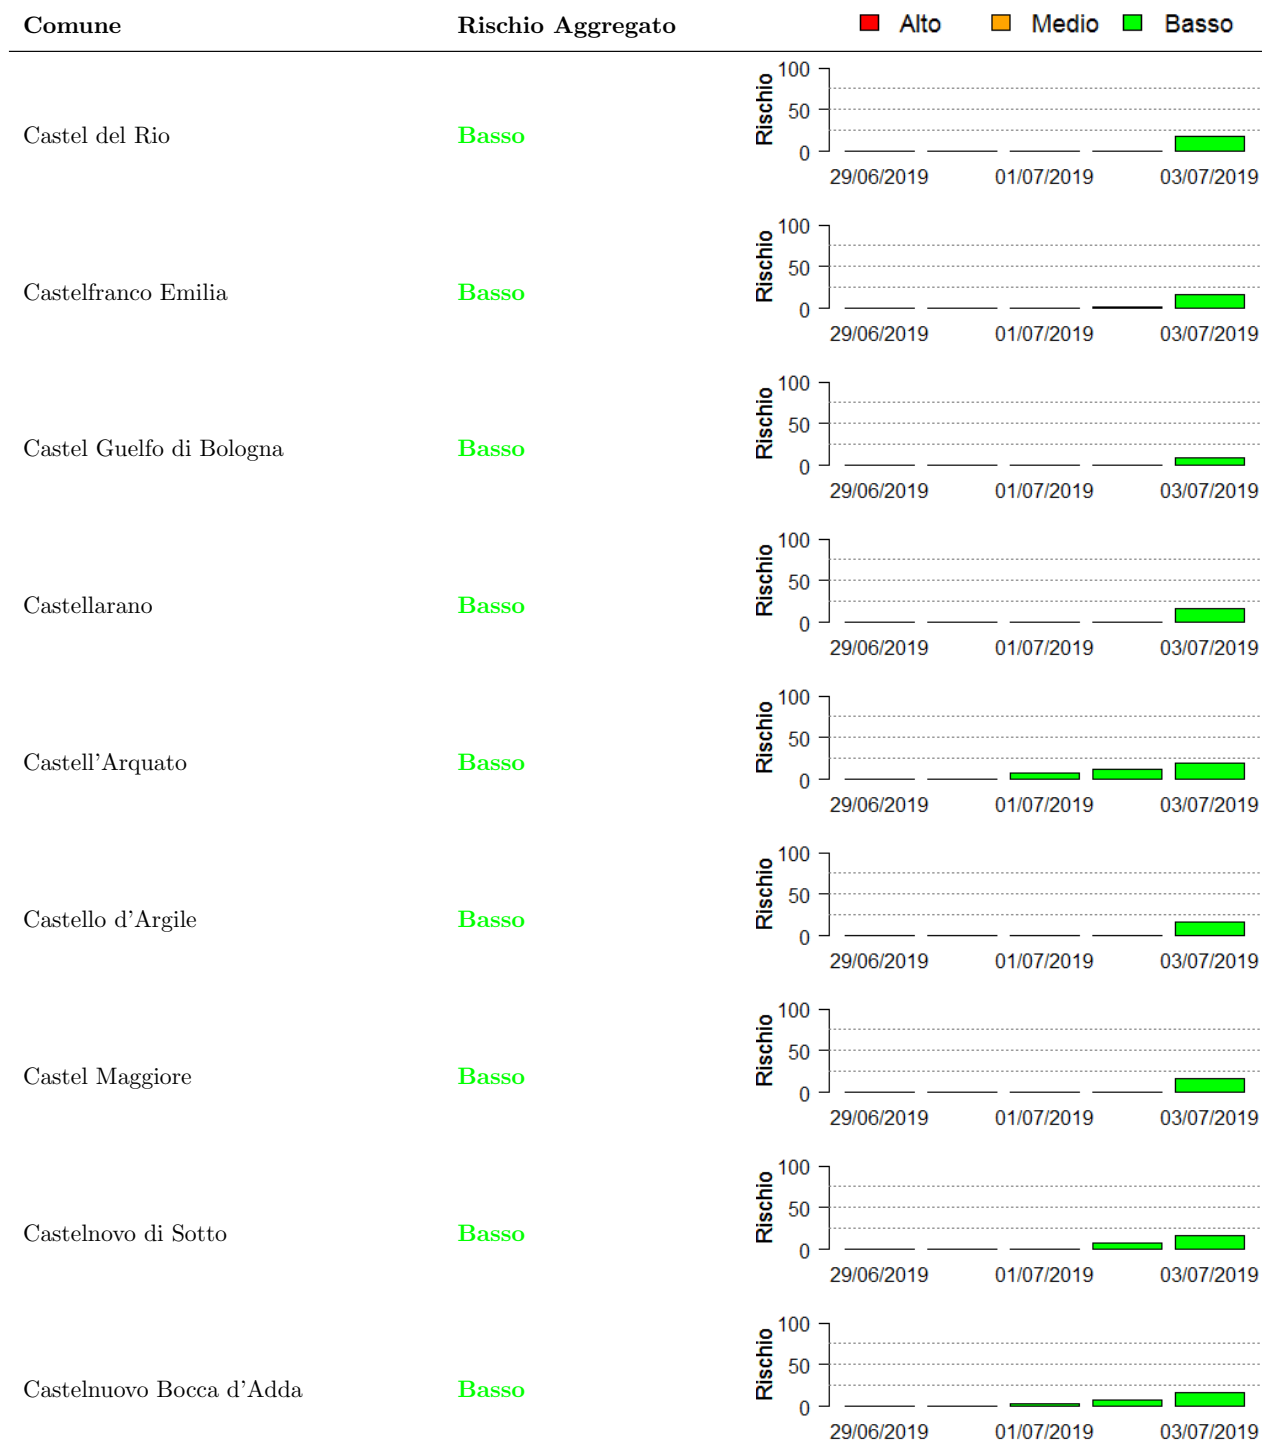 Comune Rischio Aggregato Alto Medio Basso
Castel del Rio Basso Rischio 100 50 0
29/06/2019 01/07/2019 03/07/2019
Castelfranco Emilia Basso Rischio 100 50 0
29/06/2019 01/07/2019 03/07/2019
Castel Guelfo di Bologna Basso Rischio 100 50 0
29/06/2019 01/07/2019 03/07/2019
Castellarano Basso Rischio 100 50 0
29/06/2019 01/07/2019 03/07/2019
Castell'Arquato Basso Rischio 100 50 0
29/06/2019 01/07/2019 03/07/2019
Castello d'Argile Basso Rischio 100 50 0
29/06/2019 01/07/2019 03/07/2019
Castel Maggiore Basso Rischio 100 50 0
29/06/2019 01/07/2019 03/07/2019
Castelnovo di Sotto Basso Rischio 100 50 0
29/06/2019 01/07/2019 03/07/2019
Castelnuovo Bocca d'Adda Basso Rischio 100 50 0
29/06/2019 01/07/2019 03/07/2019